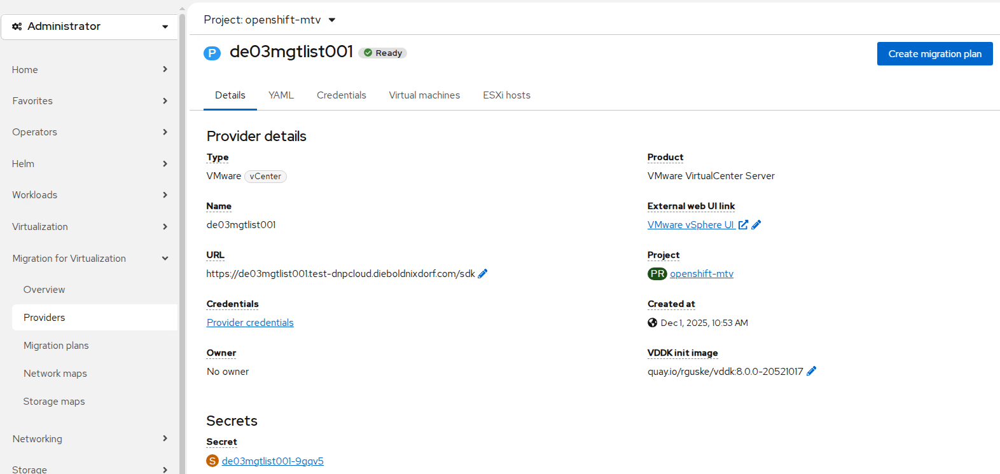 Administrator
Home
Favorites
Operators
Helm
Workloads
Virtualization
Migration for Virtualization
Overview
Providers
Migration plans
Network maps
Storage maps
Networking
Storage
Project: openshift-mtv
P de03mgtlist001 Ready
Create migration plan
Details YAML Credentials Virtual machines ESXi hosts
Provider details
Type
VMware vCenter
Name
de03mgtlist001
URL
https://de03mgtlist001.test-dnpcloud.dieboldnixdorf.com/sdk
Credentials
Provider credentials
Owner
No owner
Product
VMware VirtualCenter Server
External web UI link
VMware vSphere UI
Project
PR openshift-mtv
Created at
Dec 1, 2025, 10:53 AM
VDDK init image
quay.io/rguske/vddk:8.0.0-20521017
Secrets
Secret
S de03mgtlist001-9gqv5